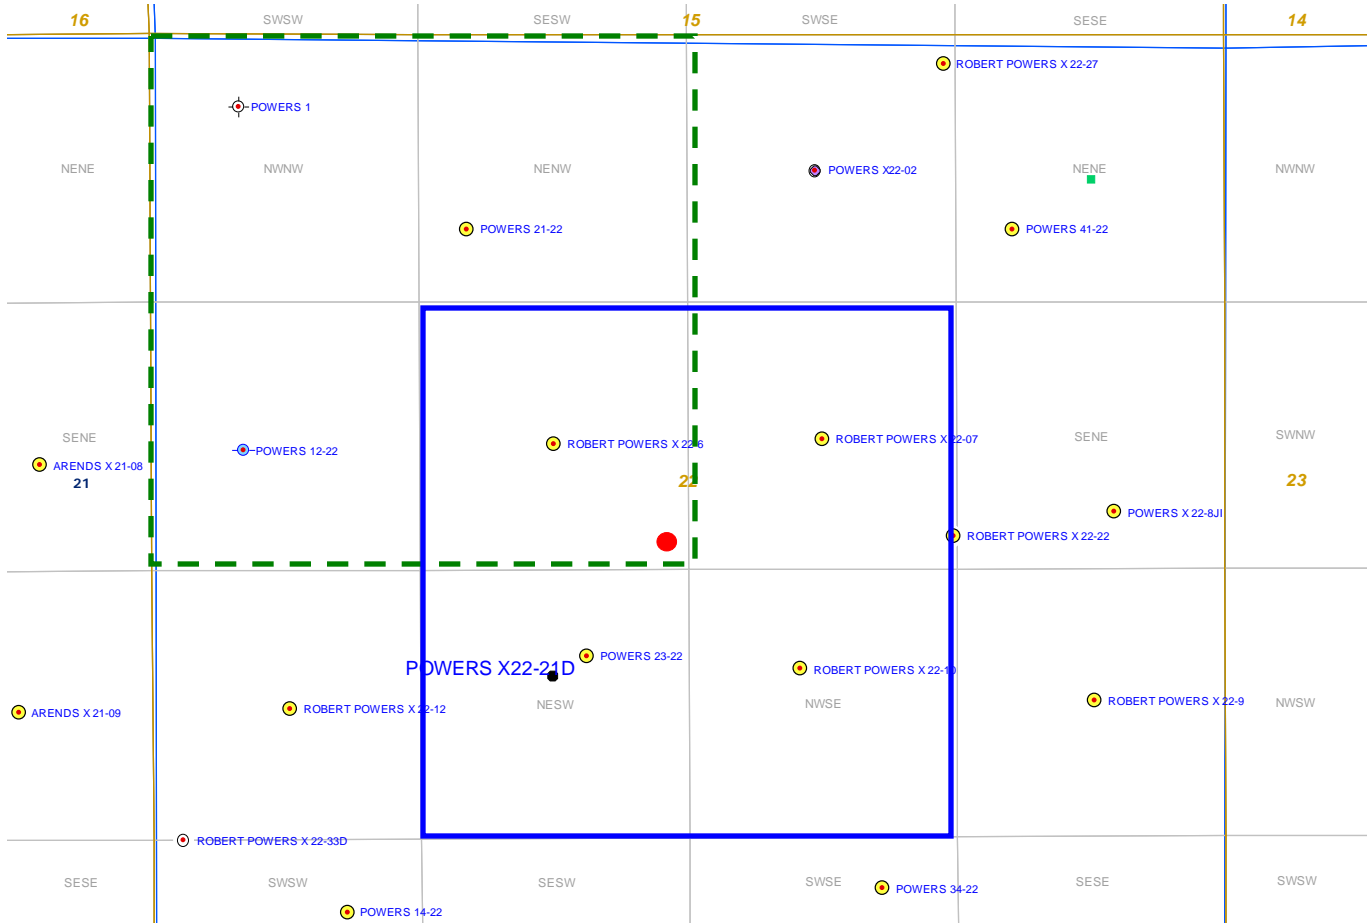 16 SWSW SESW 15 SWSE SESE 14
ROBERT POWERS X 22-27
POWERS 1
NENE NWNW NENW POWERS X22-02 NENE NWNW
POWERS 21-22 POWERS 41-22
SENE ROBERT POWERS X 22-6 ROBERT POWERS X 22-07 SENE SWNW
POWERS 12-22
ARENDS X 21-08
21 22 23
POWERS X 22-8JI
ROBERT POWERS X 22-22
POWERS X22-21D POWERS 23-22 ROBERT POWERS X 22-10
NESW NWSE ROBERT POWERS X 22-9 NWSW
ARENDS X 21-09 ROBERT POWERS X 22-12
ROBERT POWERS X 22-33D
SESE SWSW SESW SWSE SESE SWSW
POWERS 34-22
POWERS 14-22